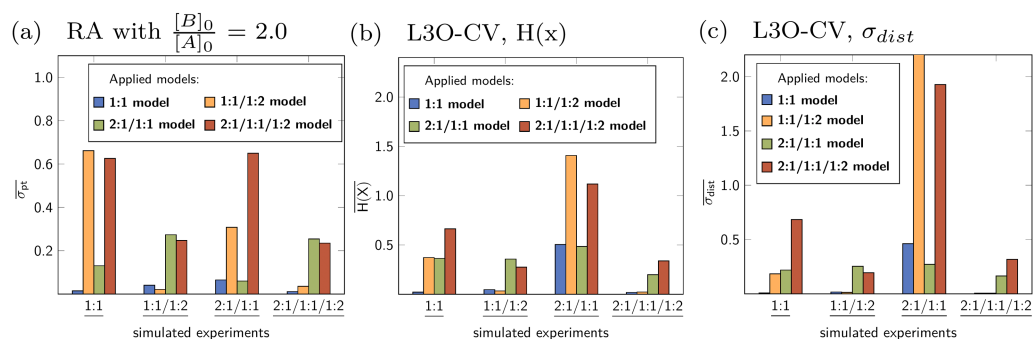 (a) RA with [B]0/[A]0 = 2.0
1.0
0.8
0.6
0.4
0.2
σpt
Applied models:
1:1 model
1:1/1:2 model
2:1/1:1 model
2:1/1:1/1:2 model
1:1
1:1/1:2
2:1/1:1
2:1/1:1/1:2
simulated experiments
(b) L3O-CV, H(x)
2.0
1.5
1.0
0.5
H(X)
Applied models:
1:1 model
1:1/1:2 model
2:1/1:1 model
2:1/1:1/1:2 model
1:1
1:1/1:2
2:1/1:1
2:1/1:1/1:2
simulated experiments
(c) L3O-CV, σdist
2.0
1.5
1.0
0.5
σdist
Applied models:
1:1 model
1:1/1:2 model
2:1/1:1 model
2:1/1:1/1:2 model
1:1
1:1/1:2
2:1/1:1
2:1/1:1/1:2
simulated experiments